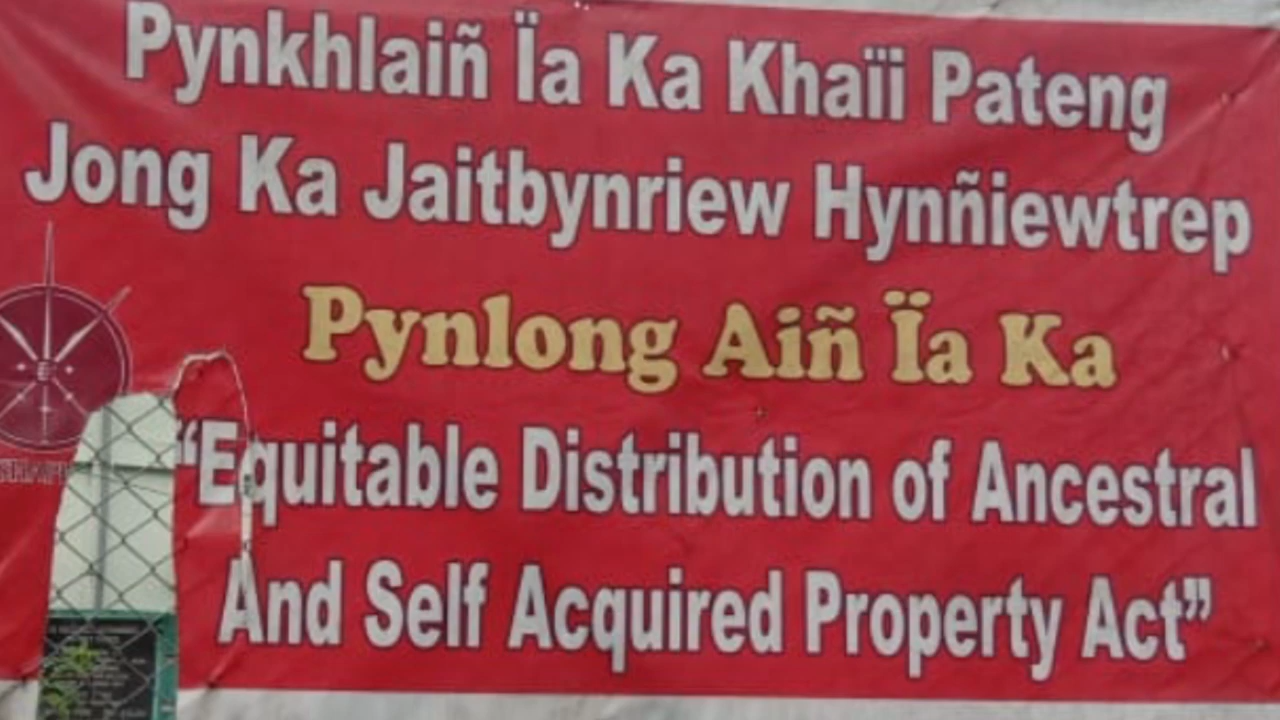 Pynkhlaiñ Ïa Ka Khaïi Pateng
Jong Ka Jaitbynriew Hynñiewtrep
Pynlong Aiñ Ïa Ka
“Equitable Distribution of Ancestral
And Self Acquired Property Act”